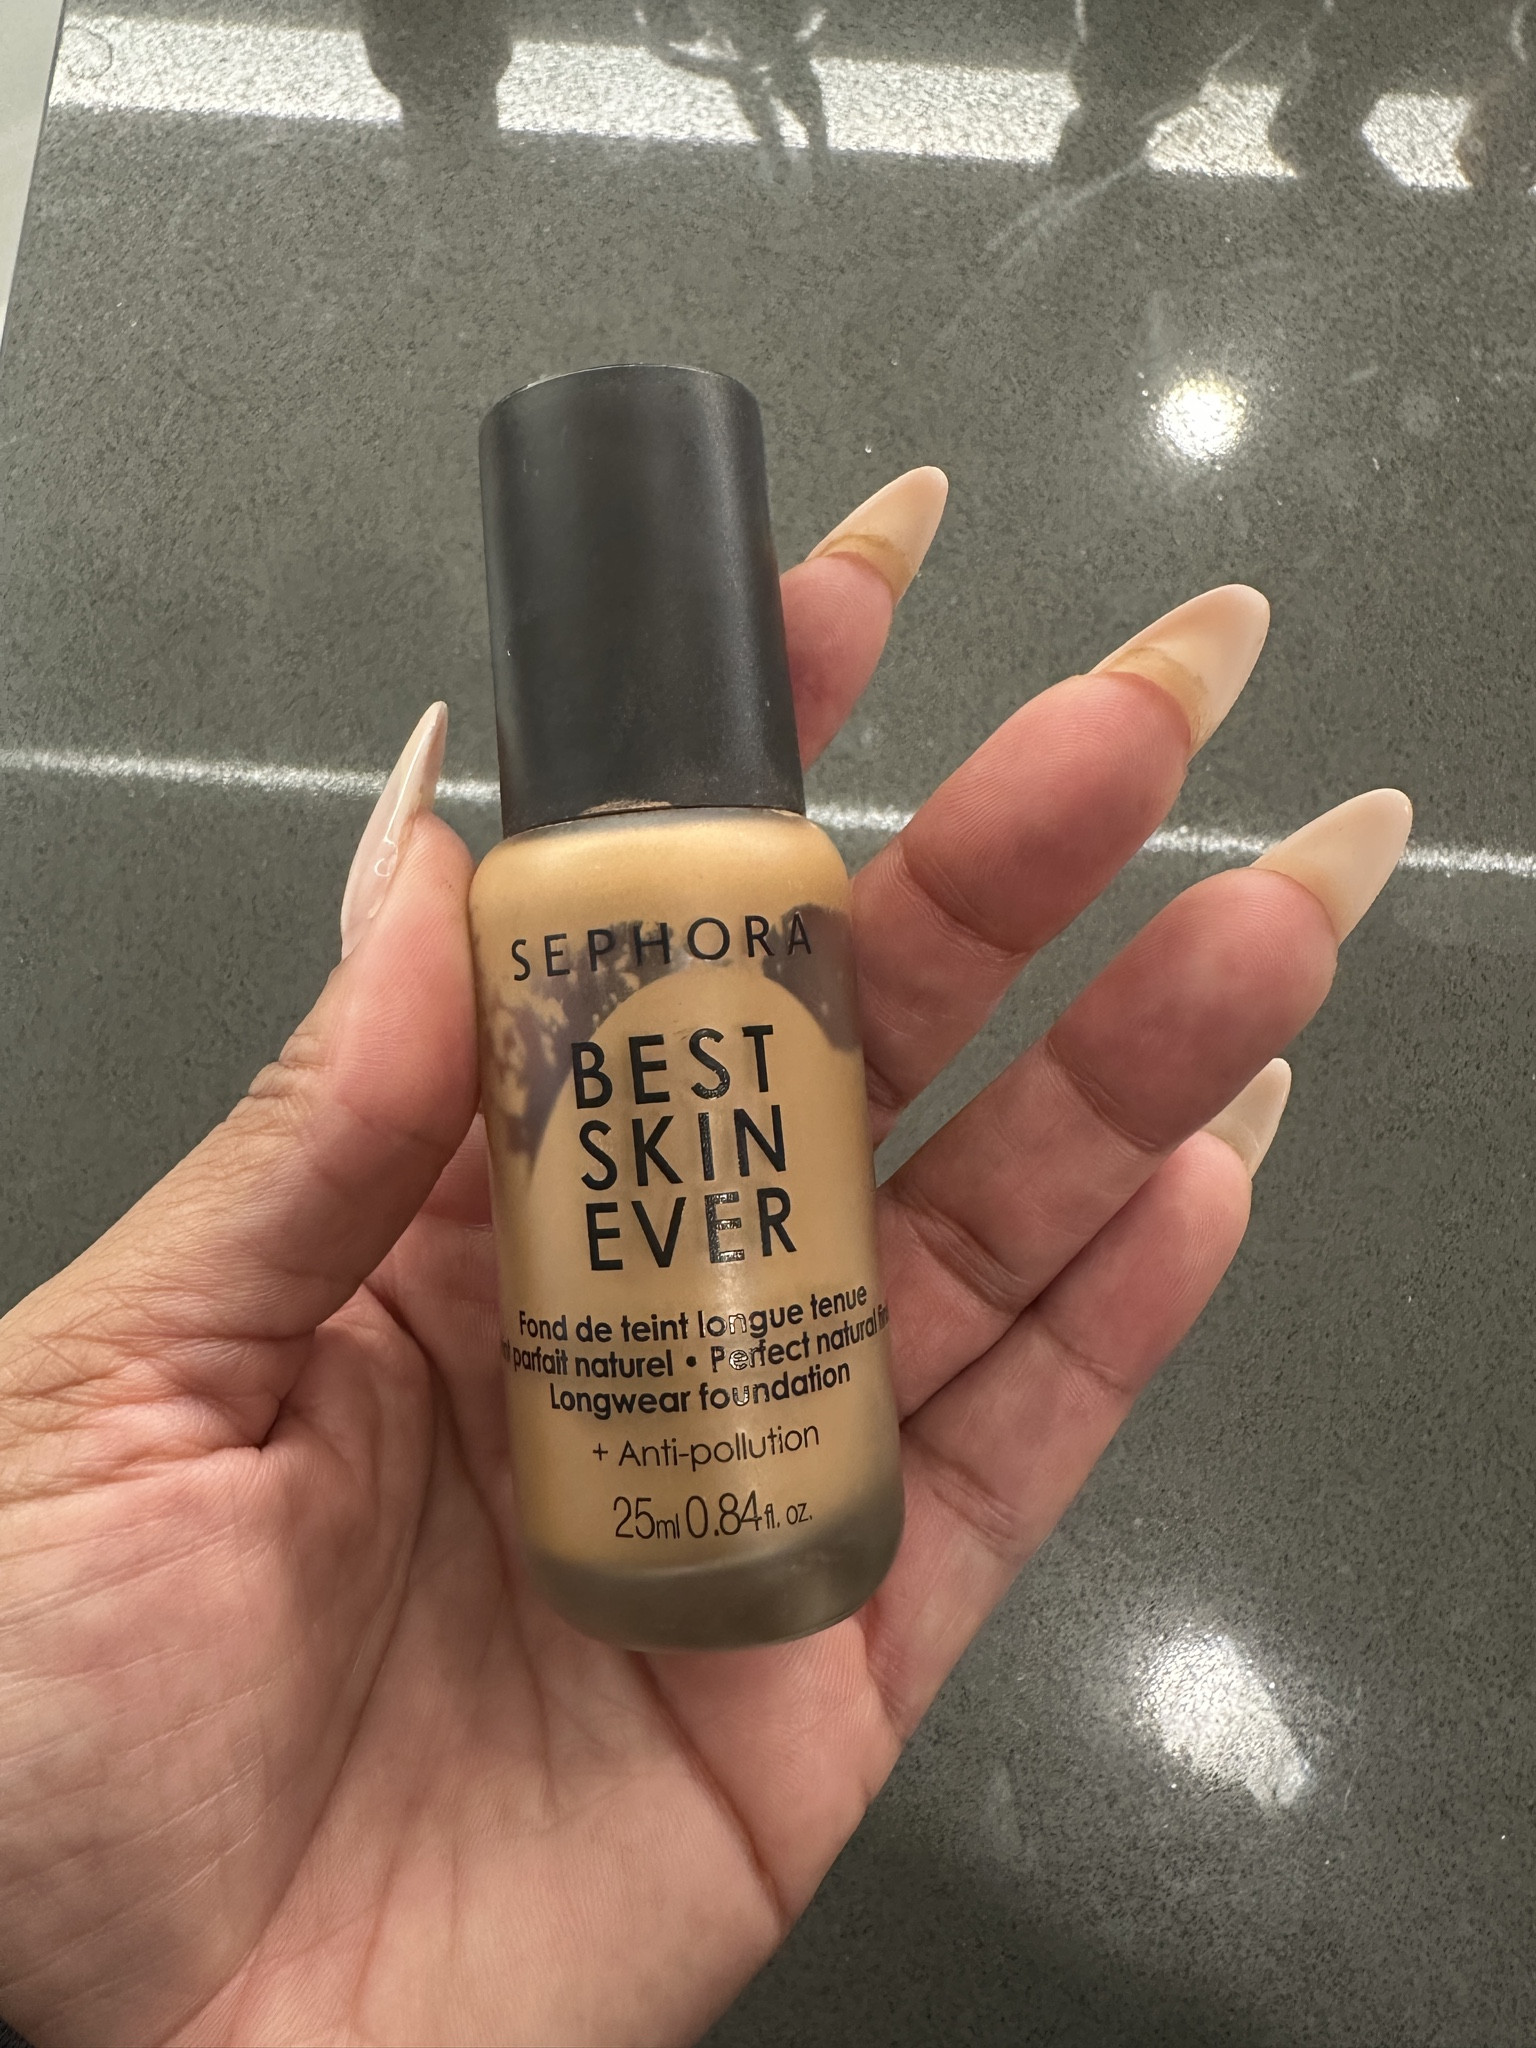 SEPHORA
BEST
SKIN
EVER
Fond de teint longue tenue
parfait naturel • Perfect natural
Longwear foundation
+ Anti-pollution
25ml 0.84fl. oz.